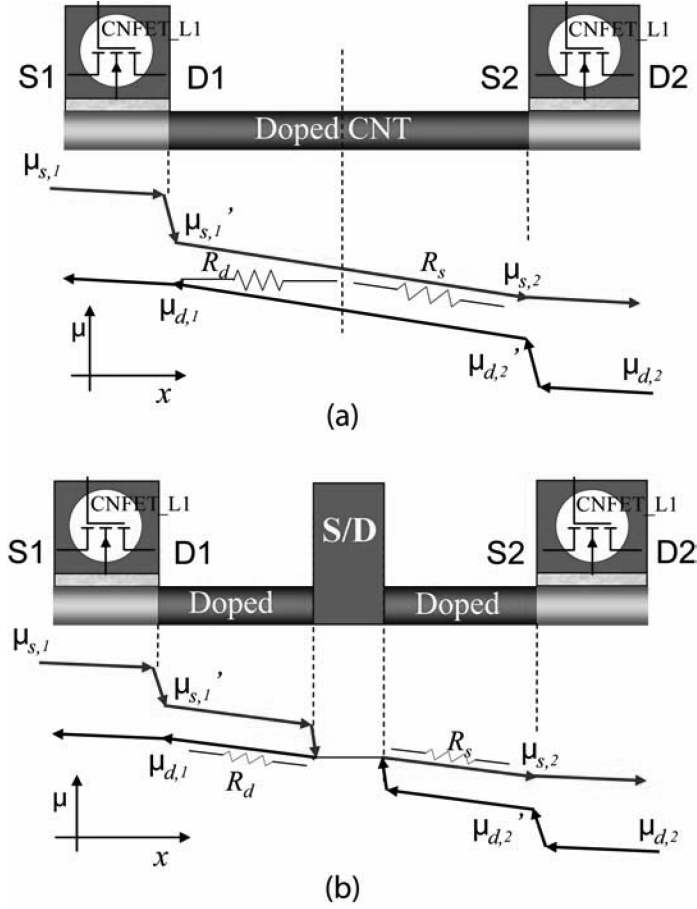 CNFET_L1
CNFET_L1
S1
D1
S2
D2
Doped CNT
μs,1
μs,1’
Rd
Rs
μs,2
μd,1
μd,2’
μd,2
μ
x
(a)
CNFET_L1
S/D
CNFET_L1
S1
D1
S2
D2
Doped
Doped
μs,1
μs,1’
Rs
μs,2
μd,1
Rd
μ
μd,2’
μd,2
x
(b)